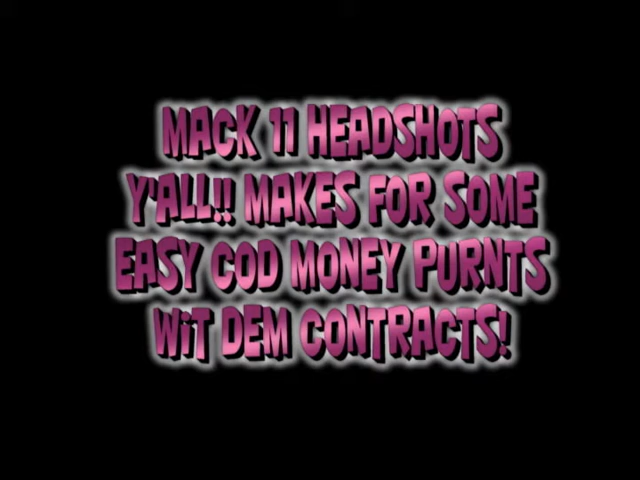 MACK 11 HEADSHOTS
Y'ALL!! MAKES FOR SOME
EASY COD MONEY PURNTS
WiT DEM CONTRACTS!